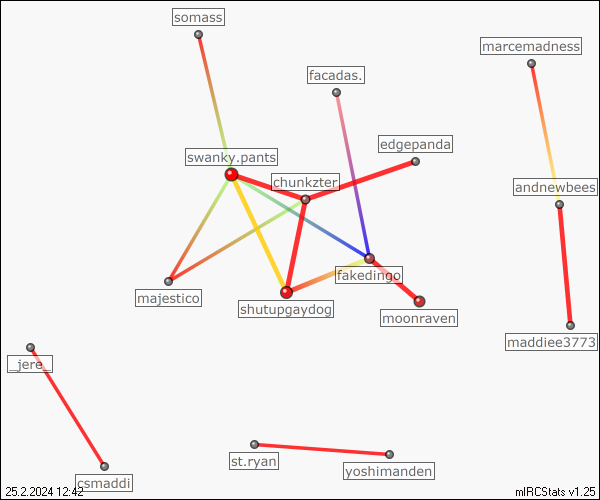 somass
marcemadness
facadas.
edgepanda
swanky.pants
chunkzter
andnewbees
fakedingo
majestico
shutupgaydog
moonraven
maddiee3773
_jere_
st.ryan
yoshimanden
csmaddi
25.2.2024 12:42
mIRCStats v1.25